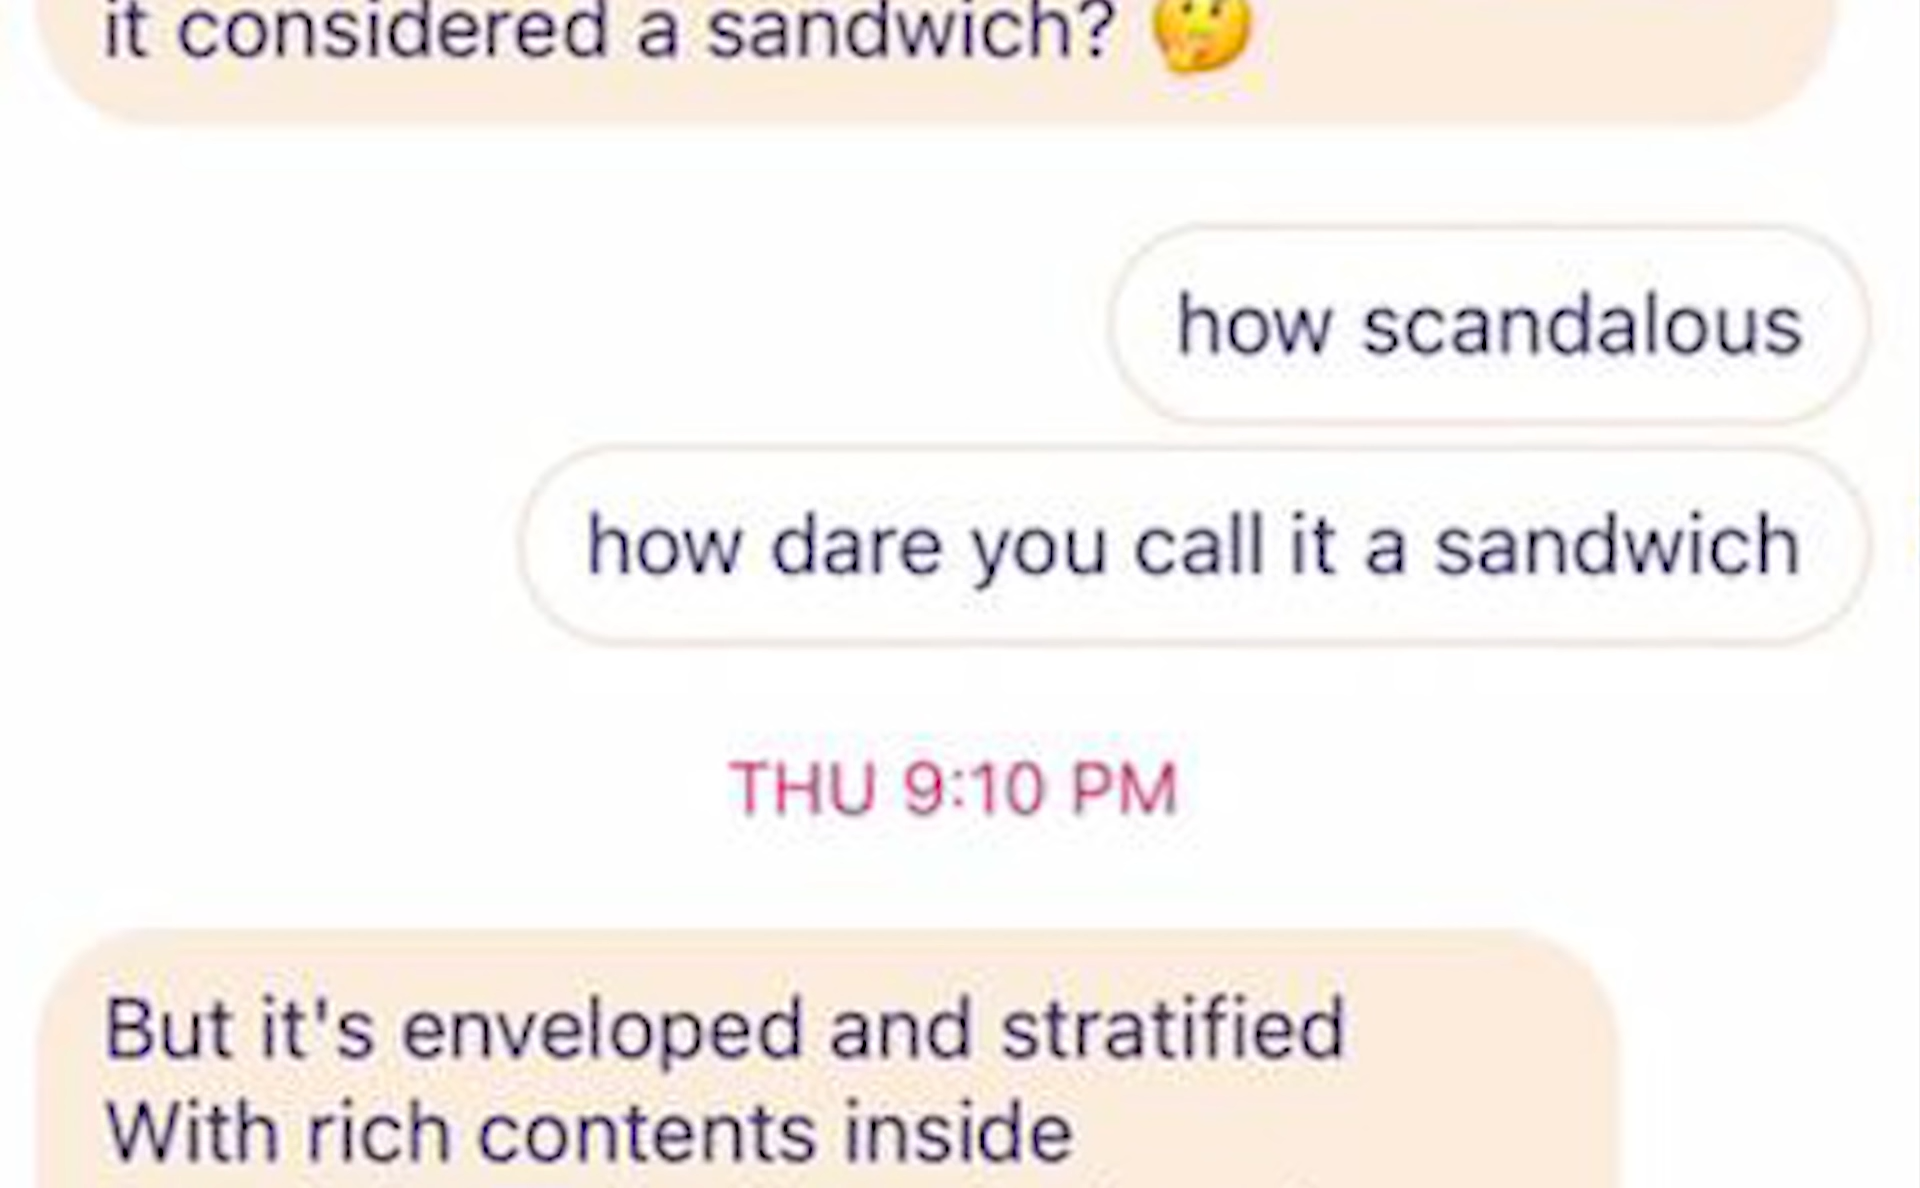 it considered a sandwich? 🤔
how scandalous
how dare you call it a sandwich
THU 9:10 PM
But it's enveloped and stratified
With rich contents inside